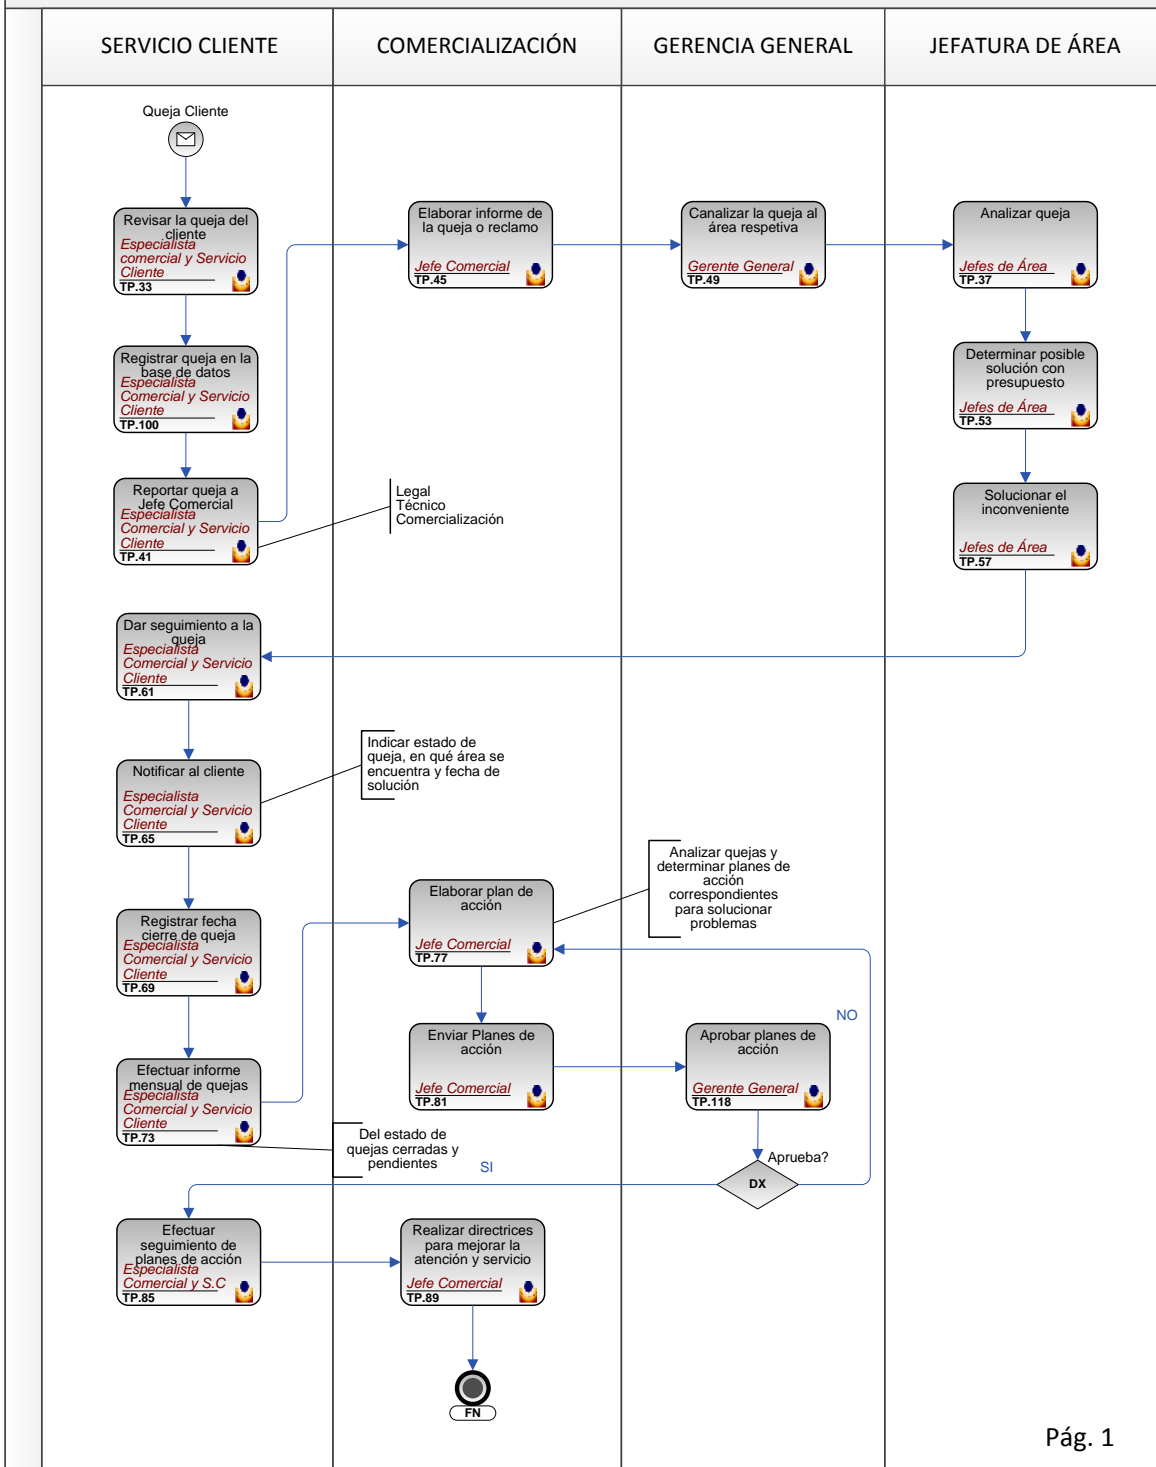 SERVICIO CLIENTE
COMERCIALIZACIÓN
GERENCIA GENERAL
JEFATURA DE ÁREA
Queja Cliente
Revisar la queja del
cliente
Especialista
comercial y Servicio
Cliente
TP.33
Elaborar informe de
la queja o reclamo
Jefe Comercial
TP.45
Canalizar la queja al
área respetiva
Gerente General
TP.49
Analizar queja
Jefes de Área
TP.37
Registrar queja en la
base de datos
Especialista
Comercial y Servicio
Cliente
TP.100
Determinar posible
solución con
presupuesto
Jefes de Área
TP.53
Reportar queja a
Jefe Comercial
Especialista
Comercial y Servicio
Cliente
TP.41
Legal
Técnico
Comercialización
Solucionar el
inconveniente
Jefes de Área
TP.57
Dar seguimiento a la
queja
Especialista
Comercial y Servicio
Cliente
TP.61
Notificar al cliente
Especialista
Comercial y Servicio
Cliente
TP.65
Indicar estado de
queja, en qué área se
encuentra y fecha de
solución
Registrar fecha
cierre de queja
Especialista
Comercial y Servicio
Cliente
TP.69
Elaborar plan de
acción
Jefe Comercial
TP.77
Analizar quejas y
determinar planes de
acción
correspondientes
para solucionar
problemas
Efectuar informe
mensual de quejas
Especialista
Comercial y Servicio
Cliente
TP.73
Del estado de
quejas cerradas y
pendientes
Enviar Planes de
acción
Jefe Comercial
TP.81
Aprobar planes de
acción
Gerente General
TP.118
NO
Aprueba?
DX
SI
Efectuar
seguimiento de
planes de acción
Especialista
Comercial y S.C
TP.85
Realizar directrices
para mejorar la
atención y servicio
Jefe Comercial
TP.89
FN
Pág. 1